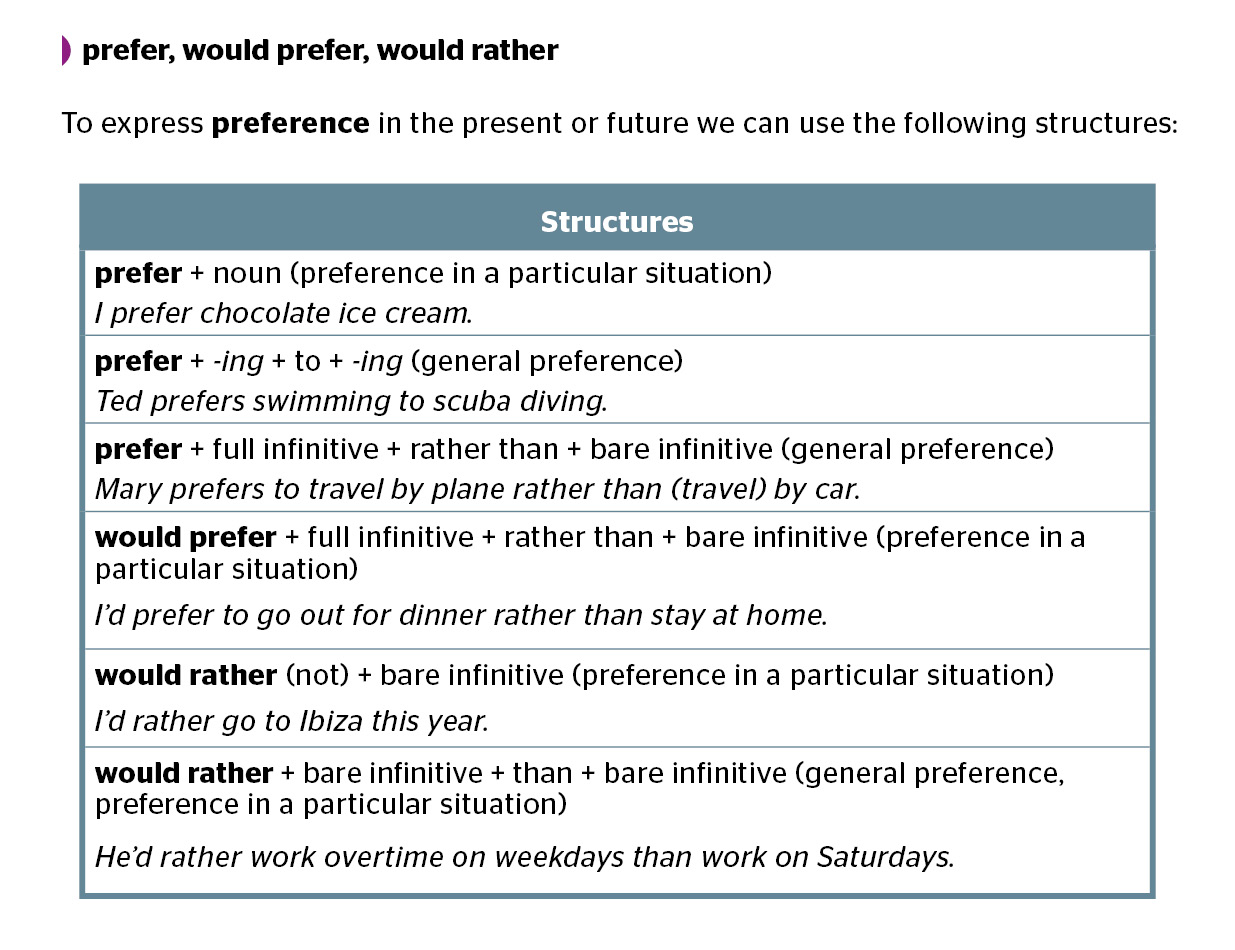 prefer, would prefer, would rather
To express preference in the present or future we can use the following structures:
Structures
prefer + noun (preference in a particular situation)
I prefer chocolate ice cream.
prefer + -ing + to + -ing (general preference)
Ted prefers swimming to scuba diving.
prefer + full infinitive + rather than + bare infinitive (general preference)
Mary prefers to travel by plane rather than (travel) by car.
would prefer + full infinitive + rather than + bare infinitive (preference in a
particular situation)
I’d prefer to go out for dinner rather than stay at home.
would rather (not) + bare infinitive (preference in a particular situation)
I’d rather go to Ibiza this year.
would rather + bare infinitive + than + bare infinitive (general preference,
preference in a particular situation)
He’d rather work overtime on weekdays than work on Saturdays.